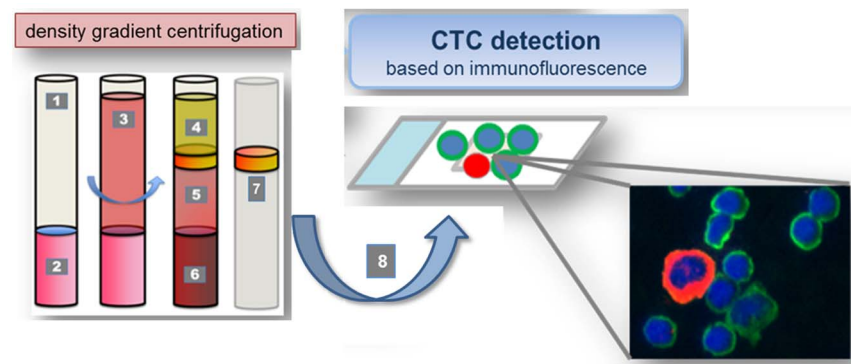 density gradient centrifugation
CTC detection
based on immunofluorescence
1
3
4
2
5
7
6
8